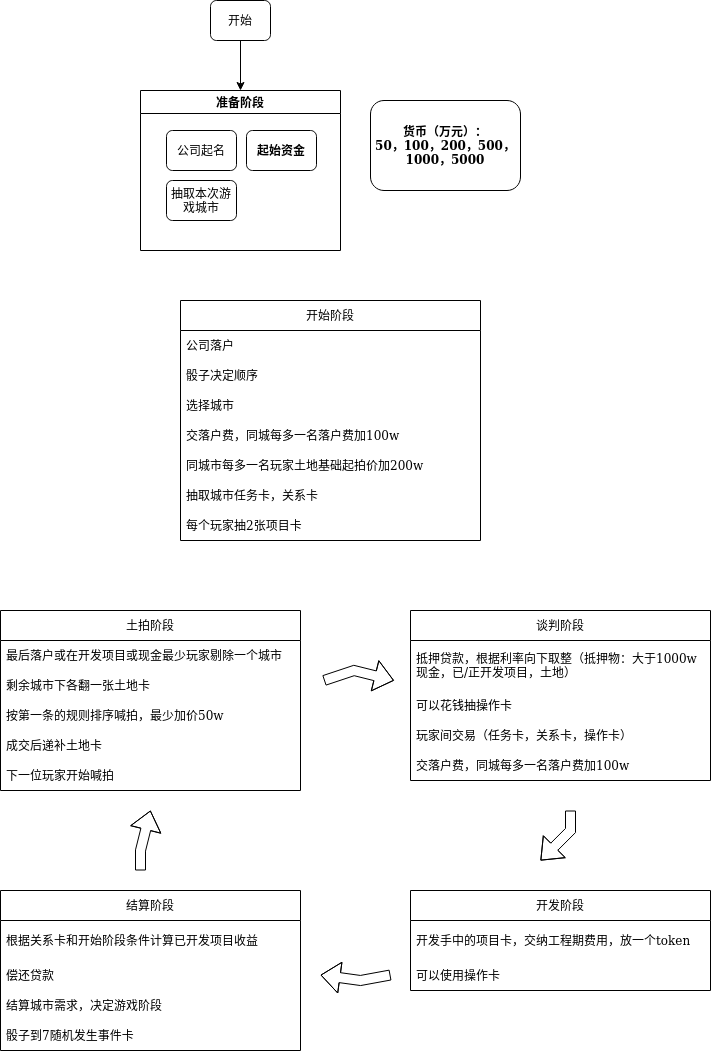 开始
准备阶段
公司起名
起始资金
抽取本次游
戏城市
货币（万元）：
50，100，200，500，
1000，5000
开始阶段
公司落户
骰子决定顺序
选择城市
交落户费，同城每多一名落户费加100w
同城市每多一名玩家土地基础起拍价加200w
抽取城市任务卡，关系卡
每个玩家抽2张项目卡
土拍阶段
最后落户或在开发项目或现金最少玩家剔除一个城市
剩余城市下各翻一张土地卡
按第一条的规则排序喊拍，最少加价50w
成交后递补土地卡
下一位玩家开始喊拍
谈判阶段
抵押贷款，根据利率向下取整（抵押物：大于1000w
现金，已/正开发项目，土地）
可以花钱抽操作卡
玩家间交易（任务卡，关系卡，操作卡）
交落户费，同城每多一名落户费加100w
结算阶段
根据关系卡和开始阶段条件计算已开发项目收益
偿还贷款
结算城市需求，决定游戏阶段
骰子到7随机发生事件卡
开发阶段
开发手中的项目卡，交纳工程期费用，放一个token
可以使用操作卡